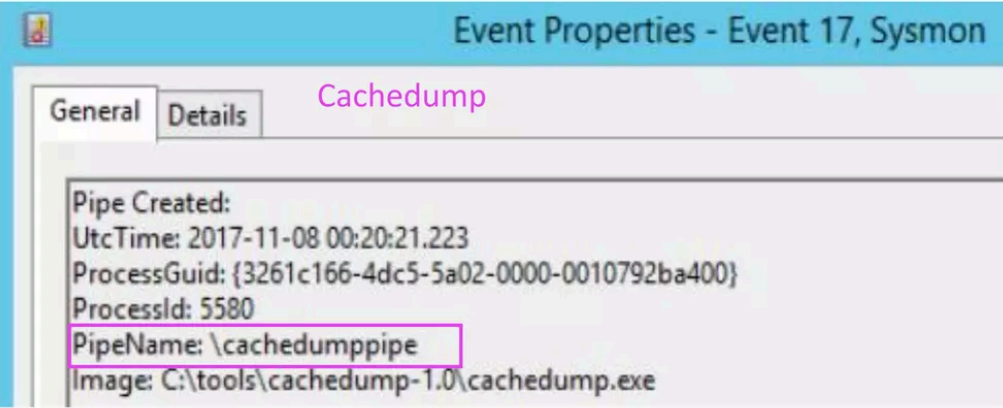 Event Properties - Event 17, Sysmon
Cachedump
General Details
Pipe Created:
UtcTime: 2017-11-08 00:20:21.223
ProcessGuid: {3261c166-4dc5-5a02-0000-0010792ba400}
ProcessId: 5580
PipeName: \cachedumppipe
Image: C:\tools\cachedump-1.0\cachedump.exe